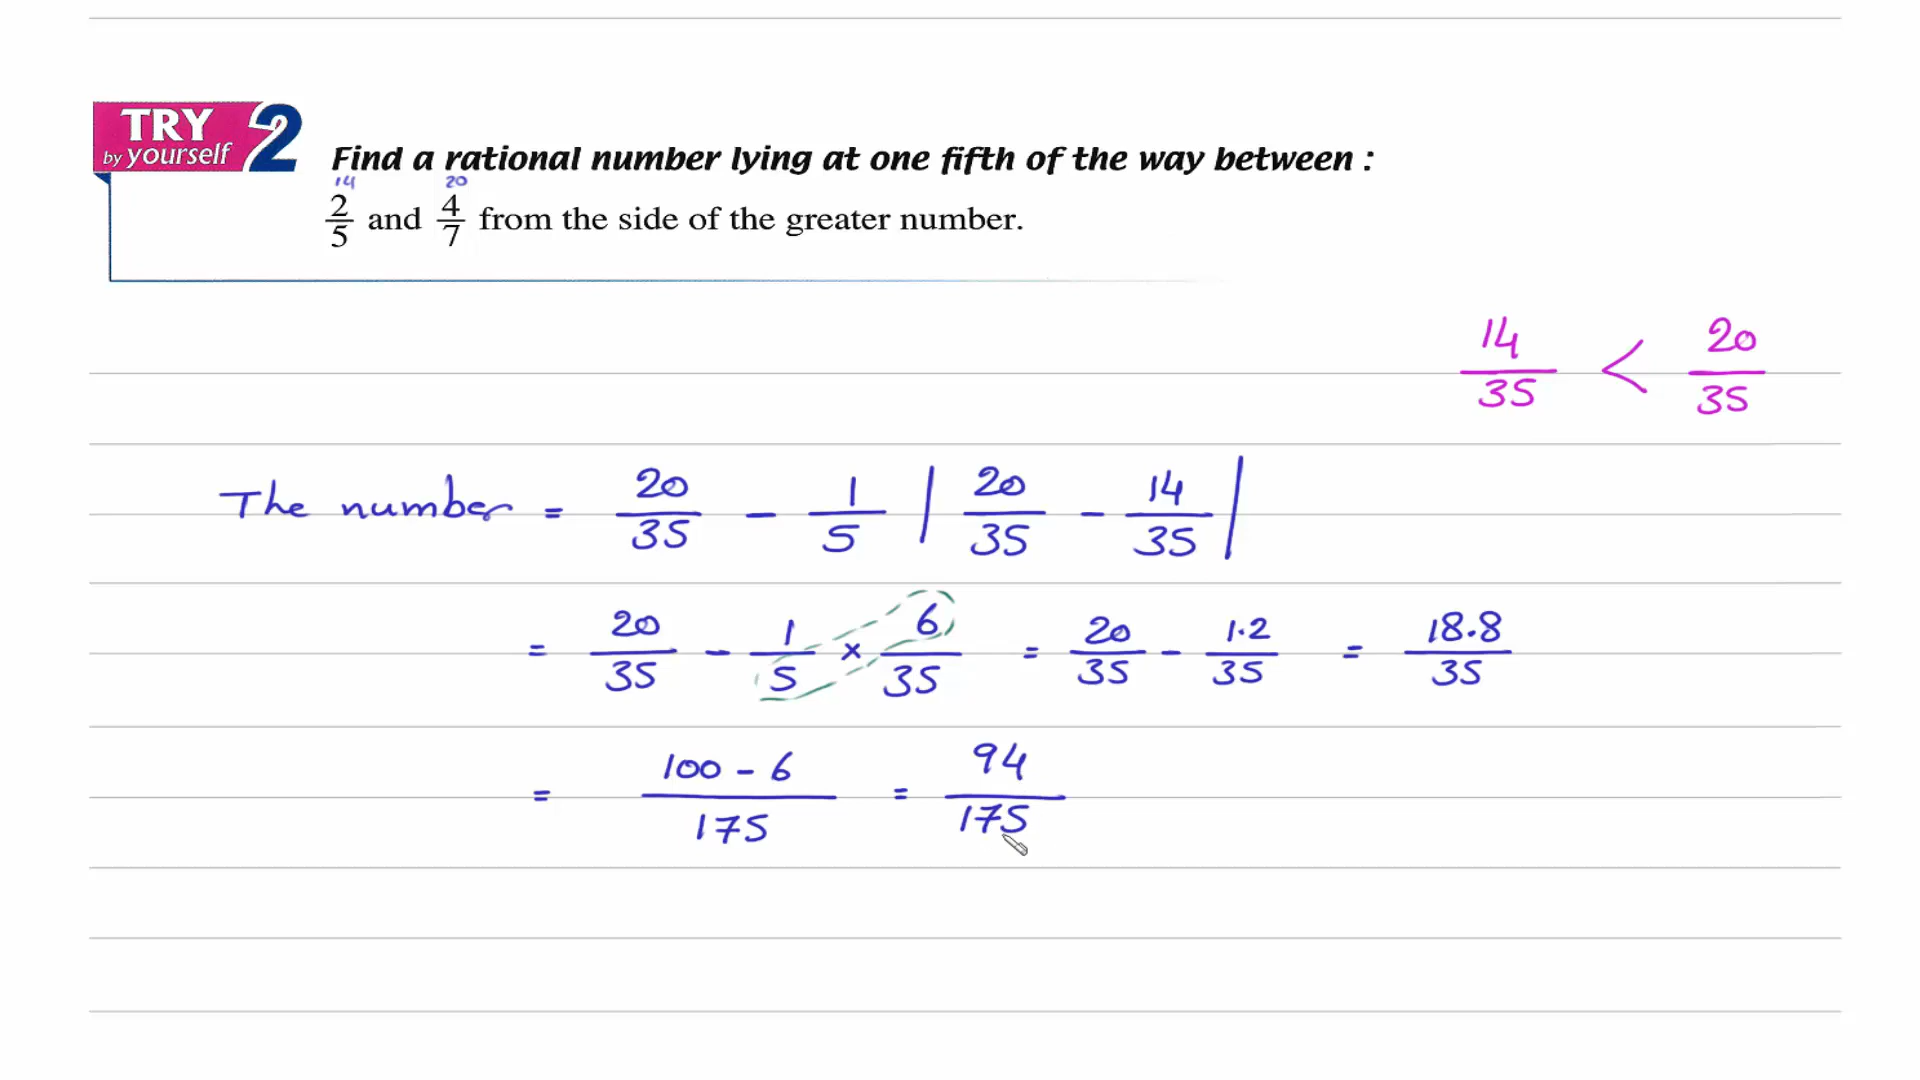 TRY by yourself 2
Find a rational number lying at one fifth of the way between :
14 20
2/5 and 4/7 from the side of the greater number.
14/35 < 20/35
The number = 20/35 - 1/5 | 20/35 - 14/35 |
= 20/35 - 1/5 × 6/35 = 20/35 - 1.2/35 = 18.8/35
= 100 - 6/175 = 94/175